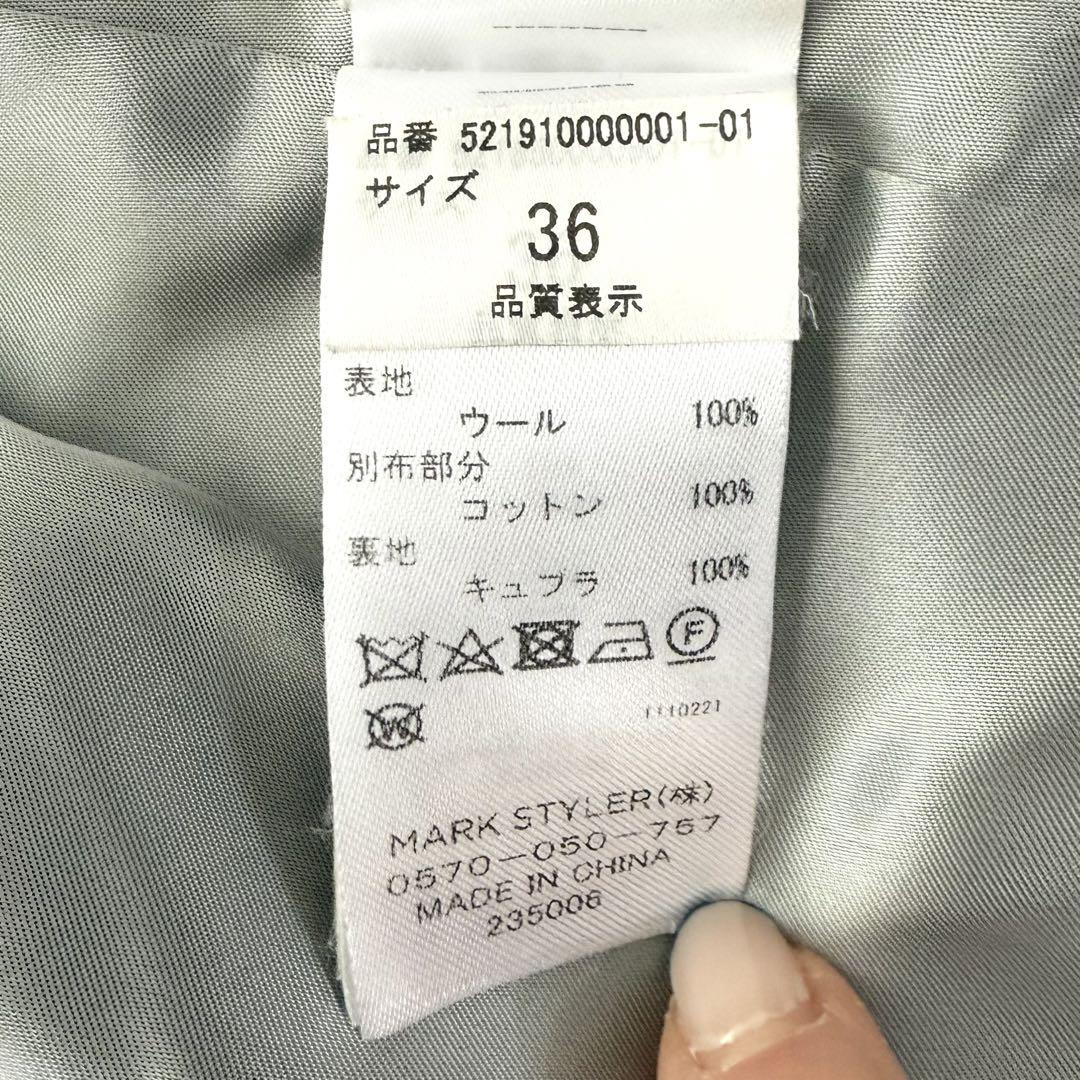 品番 521910000001-01
サイズ
36
品質表示
表地
ウール 100%
別布部分
コットン 100%
裏地
キュプラ 100%
F
W
1110221
MARK STYLER(株)
0570-050-757
MADE IN CHINA
235006